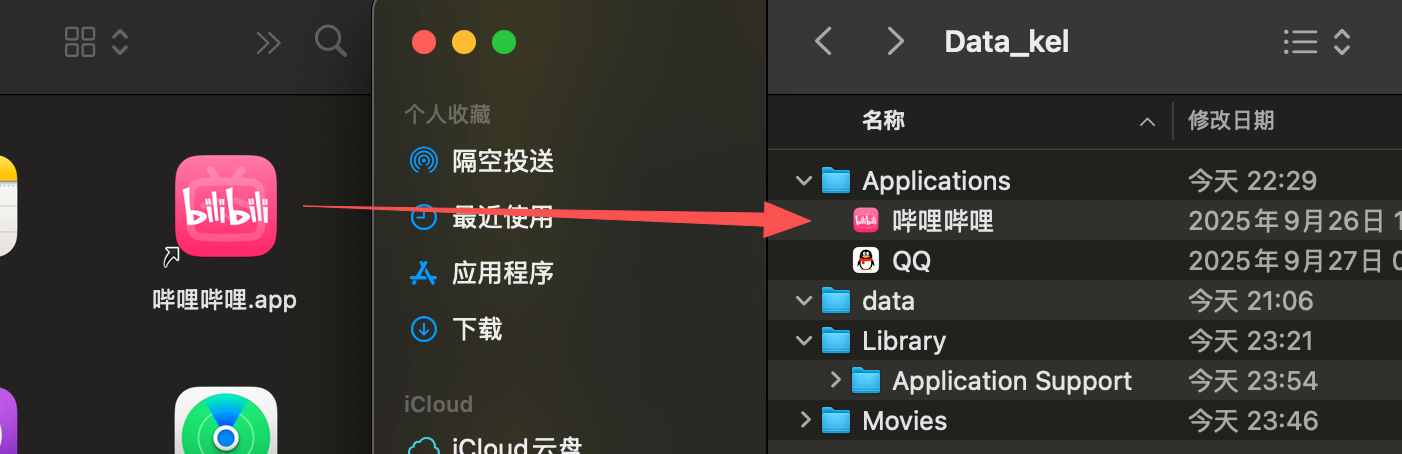 Data_kel
个人收藏
隔空投送
最近使用
应用程序
下载
iCloud
iCloud云盘
bilibili
哔哩哔哩.app
名称
修改日期
Applications
今天 22:29
哔哩哔哩
2025年9月26日
QQ
2025年9月27日
data
今天 21:06
Library
今天 23:21
Application Support
今天 23:54
Movies
今天 23:46